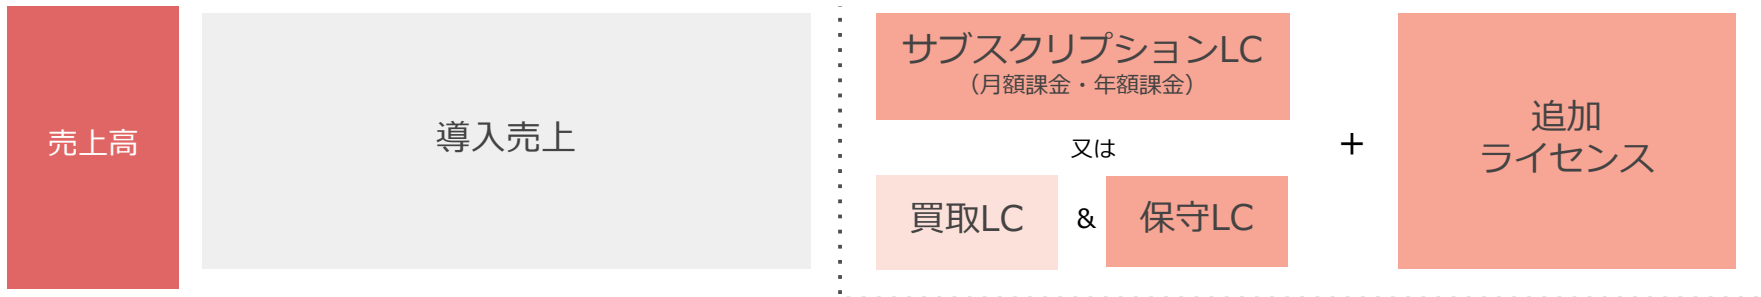 売上高
導入売上
サブスクリプションLC
（月額課金・年額課金）
又は
買取LC
&
保守LC
+
追加
ライセンス